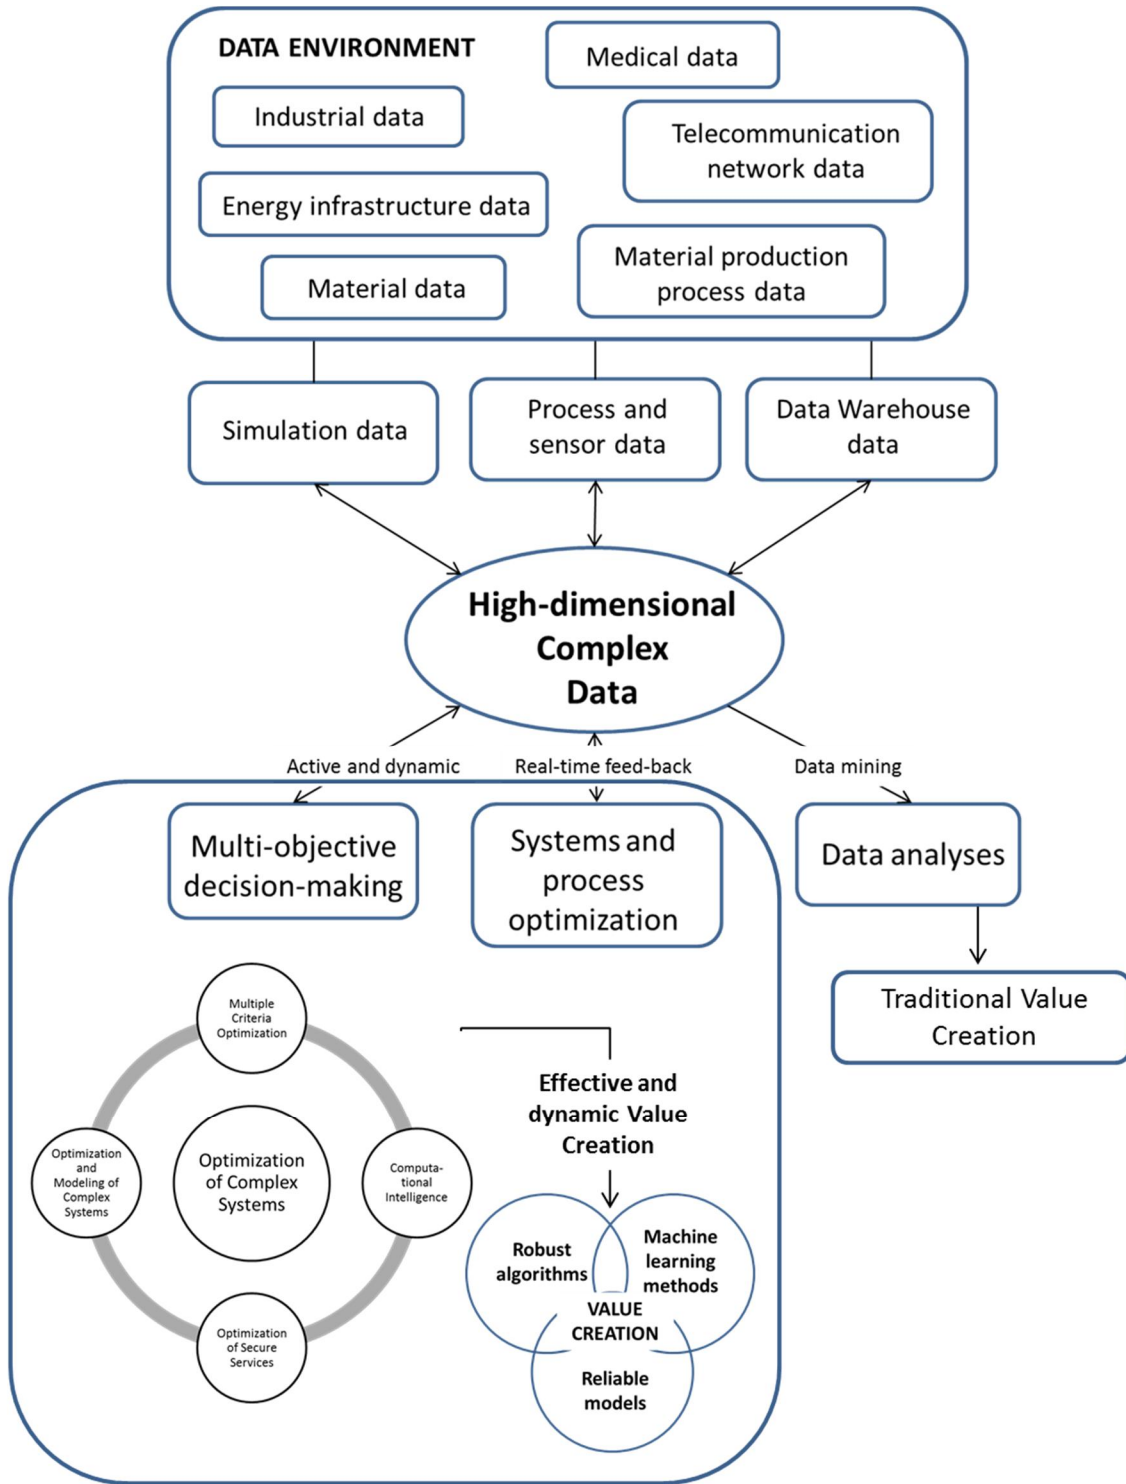 DATA ENVIRONMENT
Medical data
Industrial data
Telecommunication
network data
Energy infrastructure data
Material production
process data
Material data
Simulation data
Process and
sensor data
Data Warehouse
data
High-dimensional
Complex
Data
Active and dynamic
Real-time feed-back
Data mining
Multi-objective
decision-making
Systems and
process
optimization
Data analyses
Traditional Value
Creation
Multiple
Criteria
Optimization
Optimization
and
Modeling of
Complex
Systems
Optimization
of Complex
Systems
Computa-
tional
Intelligence
Optimization
of Secure
Services
Effective and
dynamic Value
Creation
Robust
algorithms
Machine
learning
methods
VALUE
CREATION
Reliable
models